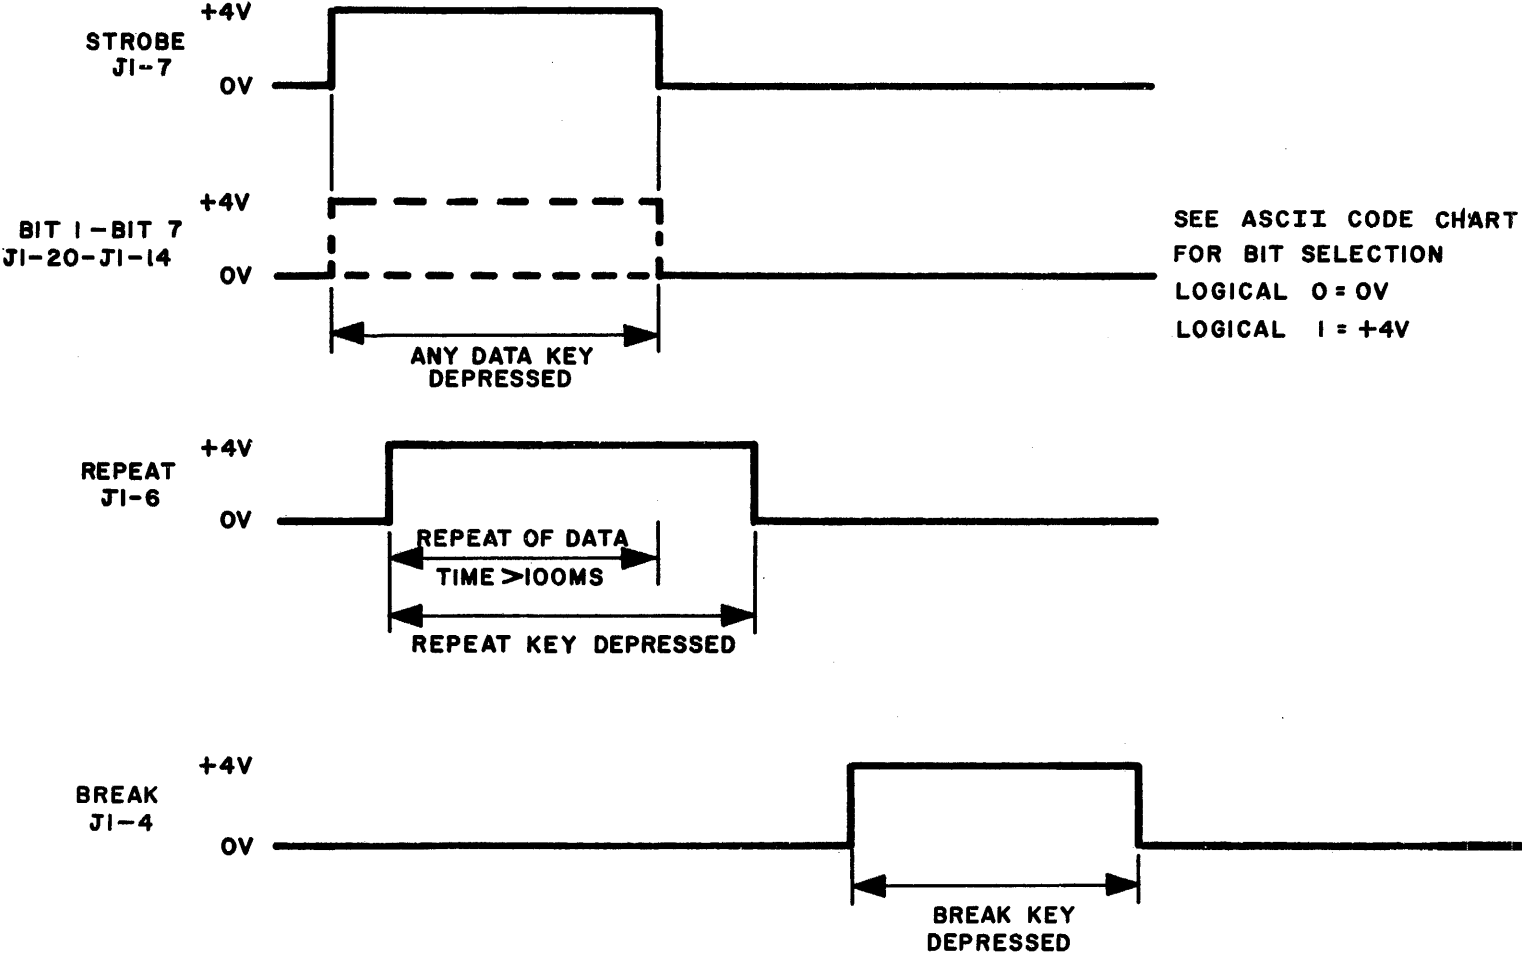 +4V
STROBE
J1-7
0V
+4V
BIT 1-BIT 7
J1-20-J1-14
0V
SEE ASCII CODE CHART
FOR BIT SELECTION
LOGICAL 0=0V
LOGICAL 1=+4V
ANY DATA KEY
DEPRESSED
+4V
REPEAT
J1-6
0V
REPEAT OF DATA
TIME >100MS
REPEAT KEY DEPRESSED
+4V
BREAK
J1-4
0V
BREAK KEY
DEPRESSED